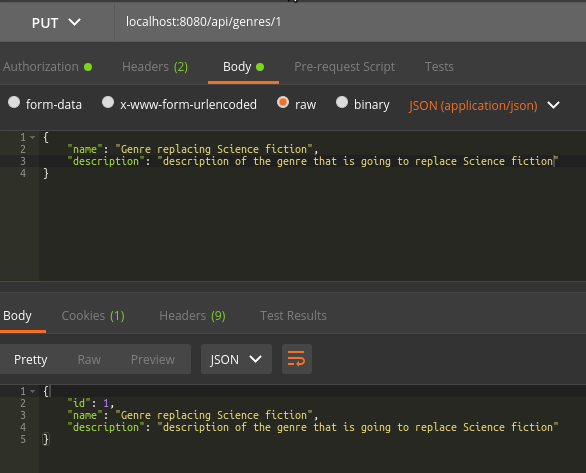 PUT localhost:8080/api/genres/1
Authorization Headers (2) Body Pre-request Script Tests
form-data x-www-form-urlencoded raw binary JSON (application/json)
1 {
2 "name": "Genre replacing Science fiction",
3 "description": "description of the genre that is going to replace Science fiction"
4 }
Body Cookies (1) Headers (9) Test Results
Pretty Raw Preview JSON
1 {
2 "id": 1,
3 "name": "Genre replacing Science fiction",
4 "description": "description of the genre that is going to replace Science fiction"
5 }